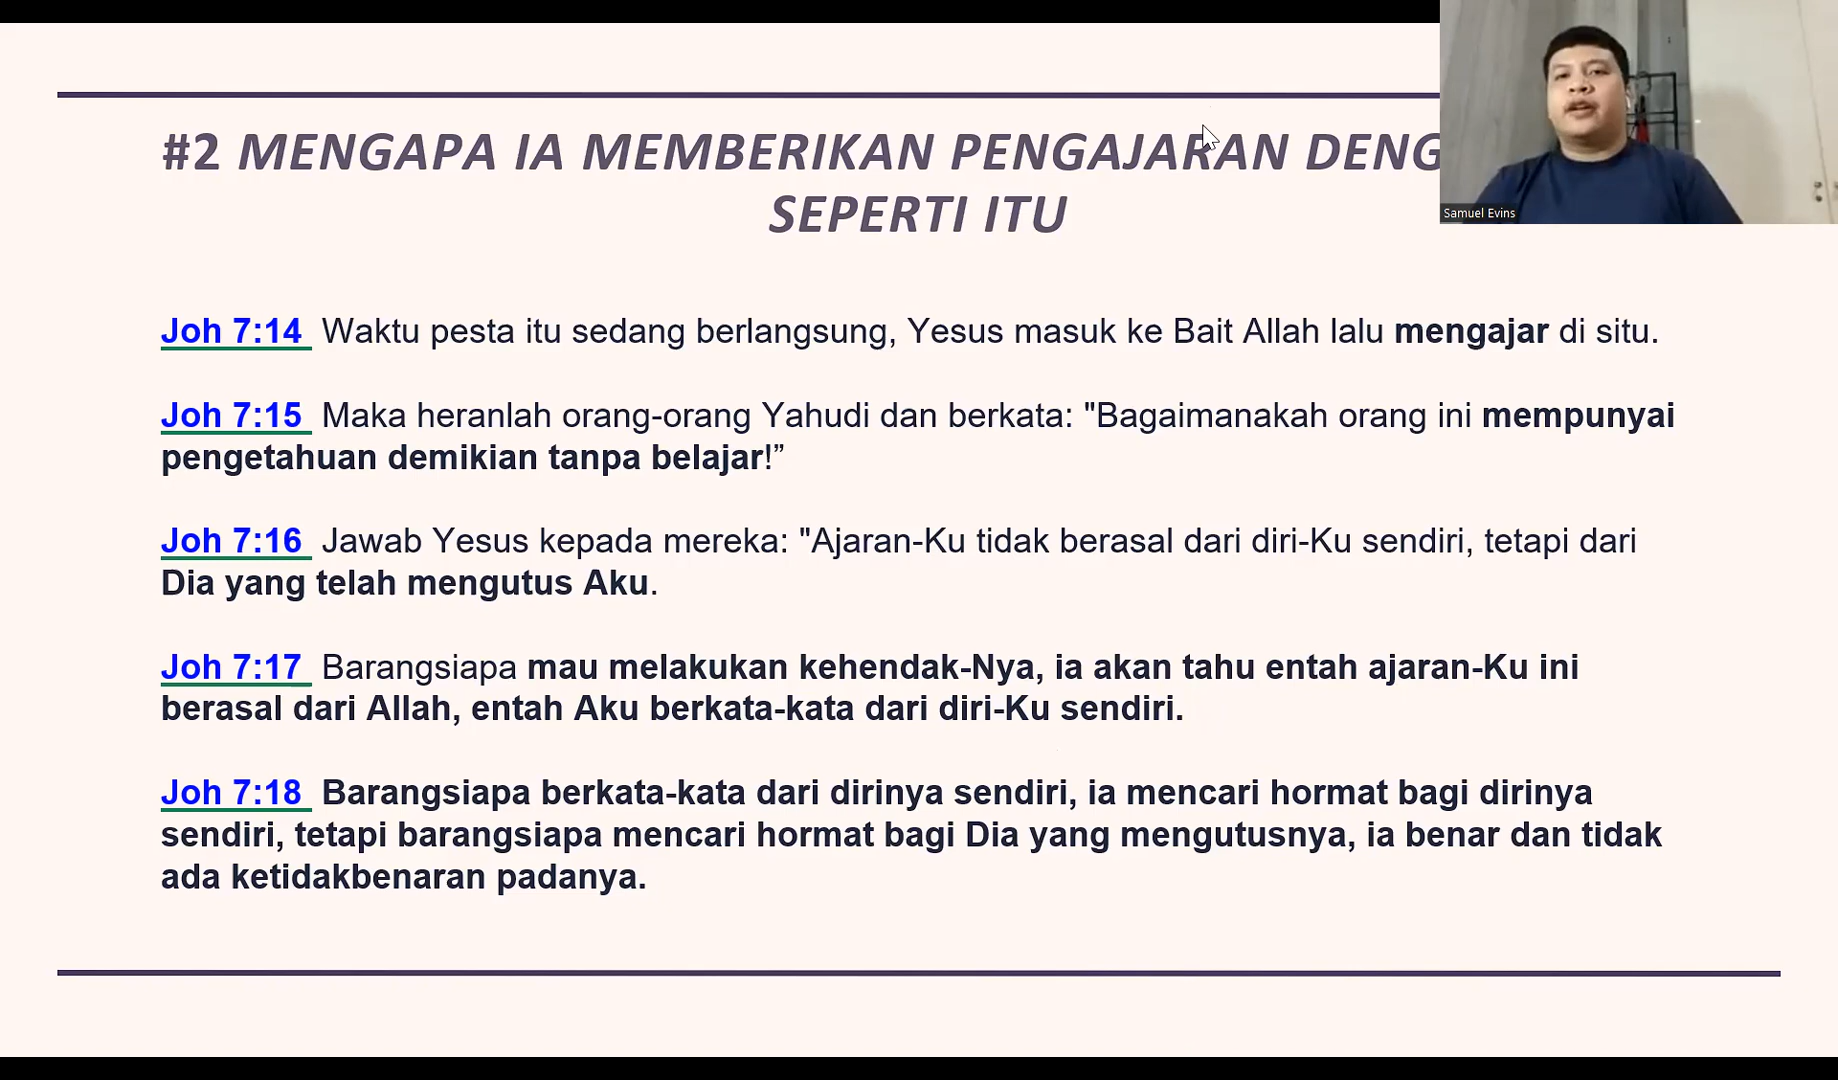 #2 MENGAPA IA MEMBERIKAN PENGAJARAN
SEPERTI ITU
Samuel Evins
Joh 7:14 Waktu pesta itu sedang berlangsung, Yesus masuk ke Bait Allah lalu mengajar di situ.
Joh 7:15 Maka heranlah orang-orang Yahudi dan berkata: "Bagaimanakah orang ini mempunyai
pengetahuan demikian tanpa belajar!”
Joh 7:16 Jawab Yesus kepada mereka: "Ajaran-Ku tidak berasal dari diri-Ku sendiri, tetapi dari
Dia yang telah mengutus Aku.
Joh 7:17 Barangsiapa mau melakukan kehendak-Nya, ia akan tahu entah ajaran-Ku ini
berasal dari Allah, entah Aku berkata-kata dari diri-Ku sendiri.
Joh 7:18 Barangsiapa berkata-kata dari dirinya sendiri, ia mencari hormat bagi dirinya
sendiri, tetapi barangsiapa mencari hormat bagi Dia yang mengutusnya, ia benar dan tidak
ada ketidakbenaran padanya.